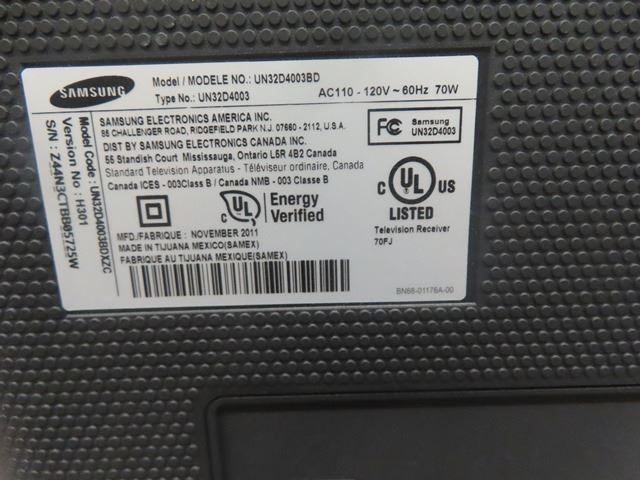 SAMSUNG
Model / MODELE NO.: UN32D4003BD
Type No.: UN32D4003
AC110 - 120V ~ 60Hz 70W
SAMSUNG ELECTRONICS AMERICA INC.
85 CHALLENGER ROAD, RIDGEFIELD PARK N.J. 07660 - 2112, U.S.A.
DIST BY SAMSUNG ELECTRONICS CANADA INC.
55 Standish Court Mississauga, Ontario L5R 4B2 Canada
Standard Television Apparatus - Téléviseur ordinaire, Canada
Canada ICES - 003Class B / Canada NMB - 003 Classe B
FC Samsung
UN32D4003
C UL US
LISTED
Television Receiver
70FJ
UL
Energy
Verified
MFD./FABRIQUE : NOVEMBER 2011
MADE IN TIJUANA MEXICO(SAMEX)
FABRIQUE AU TIJUANA MEXIQUE(SAMEX)
BN68-01176A-00
Model Code : UN32D4003BDXZC
Version No : H301